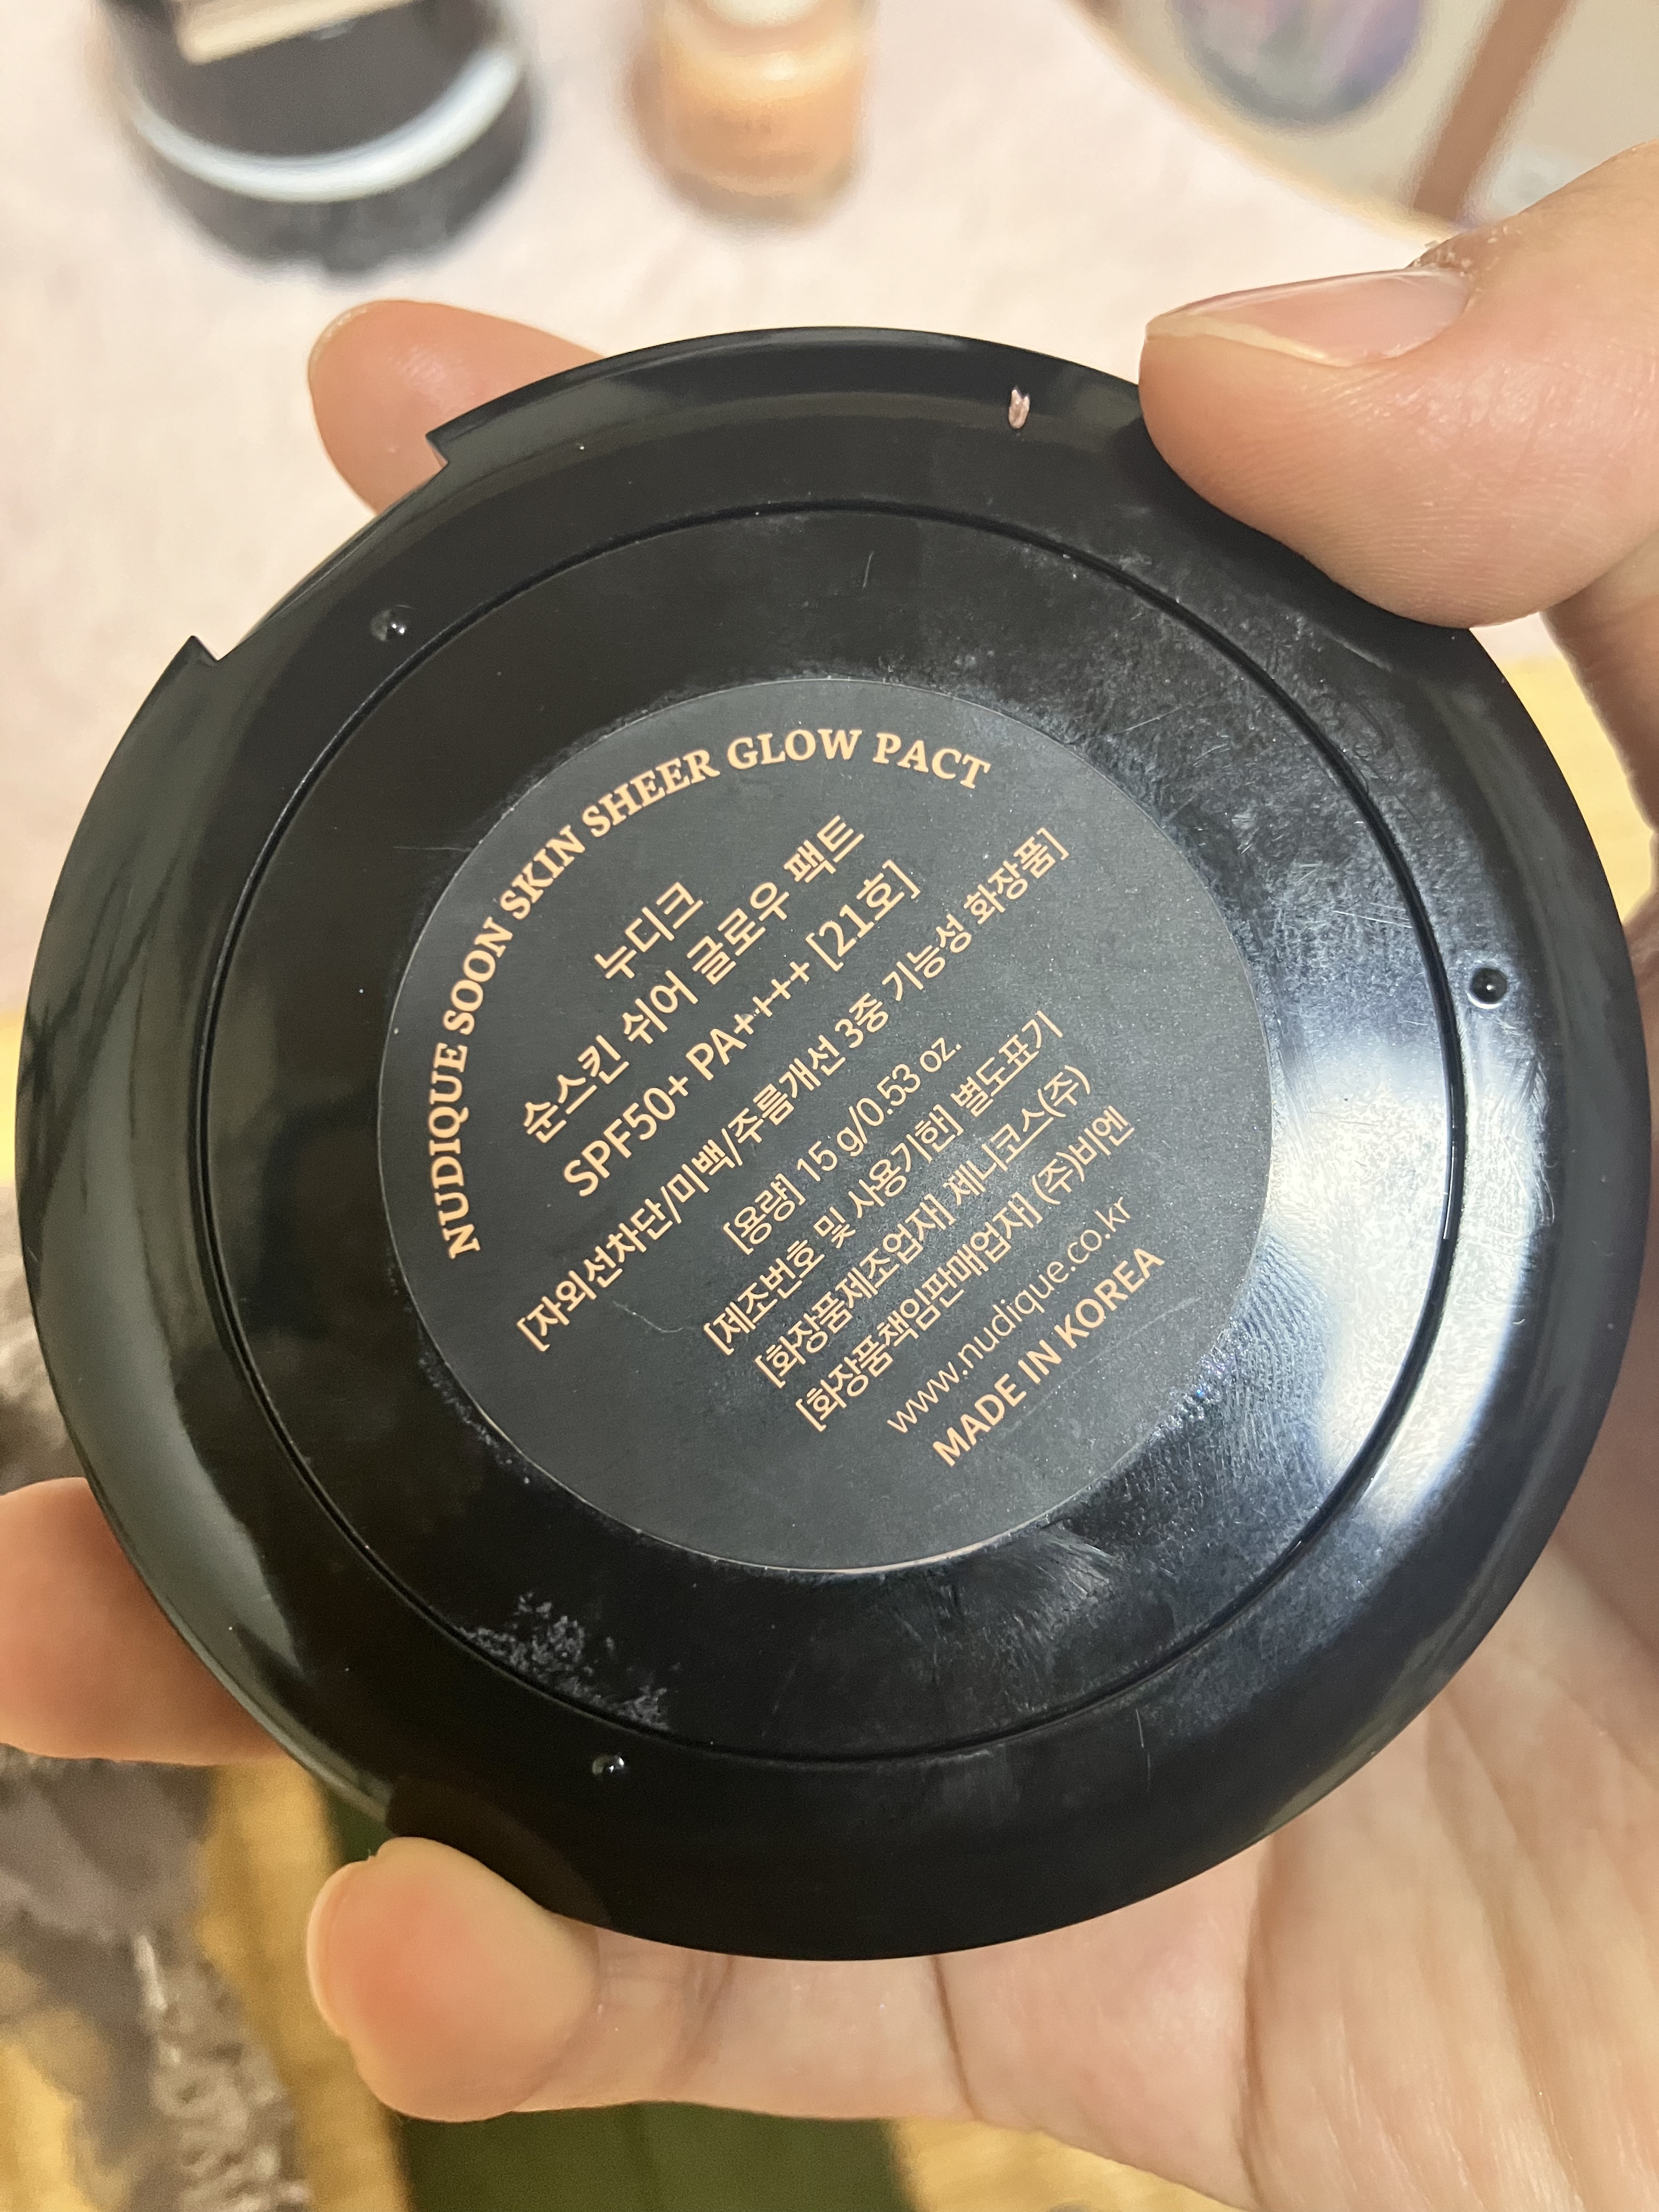 NUDIQUE SOON SKIN SHEER GLOW PACT
누디크
순스킨 쉬어 글로우 팩트
SPF50+ PA++++ [21호]
[자외선차단/미백/주름개선 3중 기능성 화장품]
[용량] 15 g/0.53 oz.
[제조번호 및 사용기한] 별도표기
[화장품제조업자] 제니코스(주)
[화장품책임판매업자] (주)비엔
www.nudique.co.kr
MADE IN KOREA